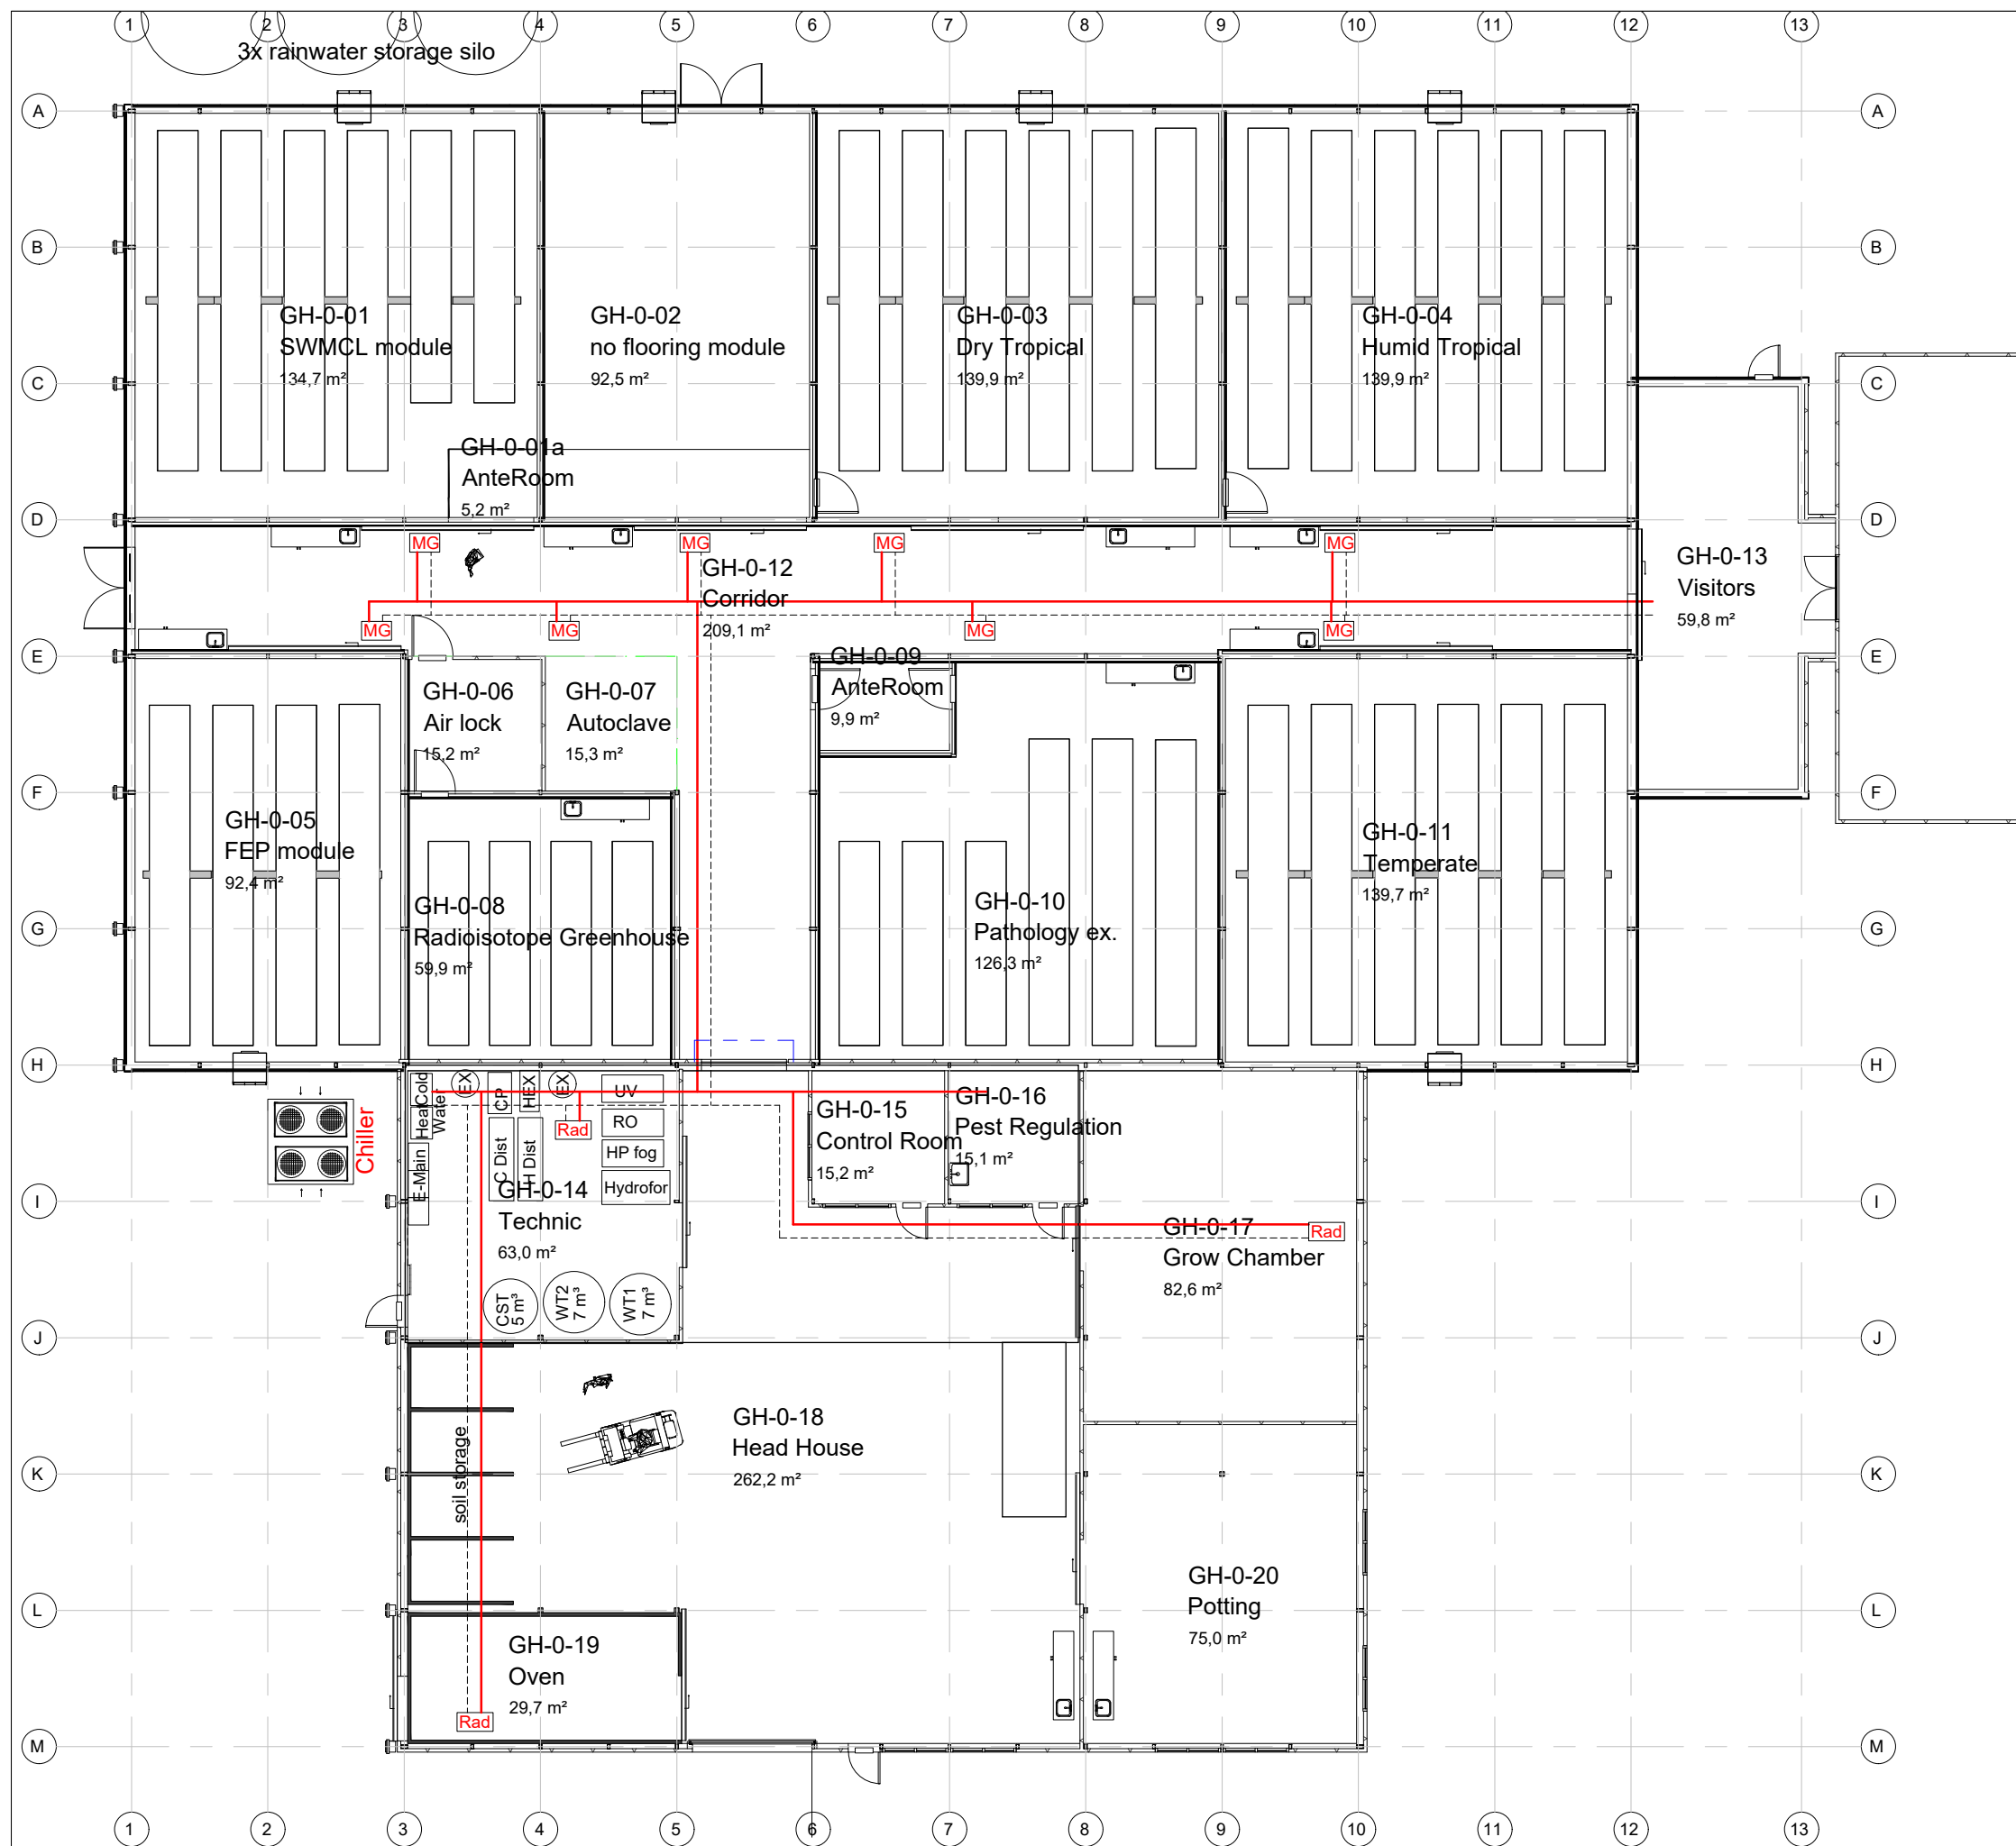 1 2 3 4 5 6 7 8 9 10 11 12 13
3x rainwater storage silo
A A
B B
GH-0-01
SWMCL module
134,7 m²
GH-0-02
no flooring module
92,5 m²
GH-0-03
Dry Tropical
139,9 m²
GH-0-04
Humid Tropical
139,9 m²
C C
GH-0-01a
AnteRoom
5,2 m²
D D
MG MG MG MG
GH-0-12
Corridor
209,1 m²
GH-0-13
Visitors
59,8 m²
MG MG MG MG
E E
GH-0-06
Air lock
15,2 m²
GH-0-07
Autoclave
15,3 m²
GH-0-09
AnteRoom
9,9 m²
F F
GH-0-05
FEP module
92,4 m²
GH-0-11
Temperate
139,7 m²
GH-0-08
Radioisotope Greenhouse
59,9 m²
GH-0-10
Pathology ex.
126,3 m²
G G
H H
Chiller
Heat
Cold
Water
EX
CP
HEX
EX
UV
RO
HP fog
Hydrofor
Rad
E-Main
C Dist
H Dist
GH-0-14
Technic
63,0 m²
GH-0-15
Control Room
15,2 m²
GH-0-16
Pest Regulation
15,1 m²
I I
GH-0-17
Grow Chamber
82,6 m²
Rad
CST
5 m³
WT2
7 m³
WT1
7 m³
J J
GH-0-18
Head House
262,2 m²
soil storage
K K
GH-0-20
Potting
75,0 m²
L L
GH-0-19
Oven
29,7 m²
Rad
M M
1 2 3 4 5 6 7 8 9 10 11 12 13